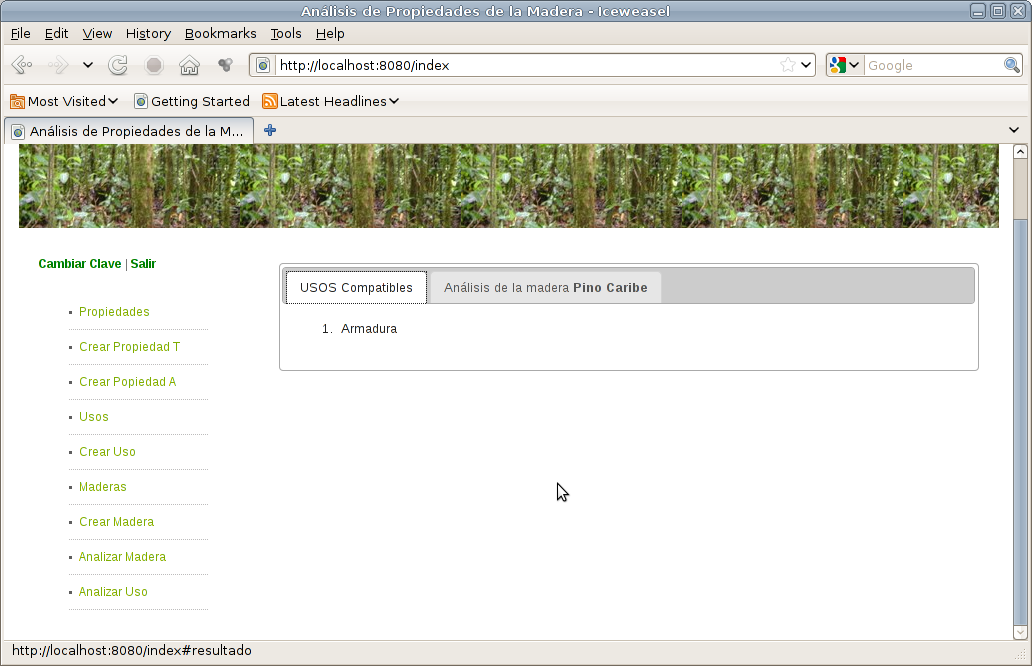 Análisis de Propiedades de la Madera - Iceweasel
File Edit View History Bookmarks Tools Help
http://localhost:8080/index Google
Most Visited Getting Started Latest Headlines
Análisis de Propiedades de la M...
Cambiar Clave | Salir
Propiedades
Crear Propiedad T
Crear Popiedad A
Usos
Crear Uso
Maderas
Crear Madera
Analizar Madera
Analizar Uso
USOS Compatibles Análisis de la madera Pino Caribe
1. Armadura
http://localhost:8080/index#resultado